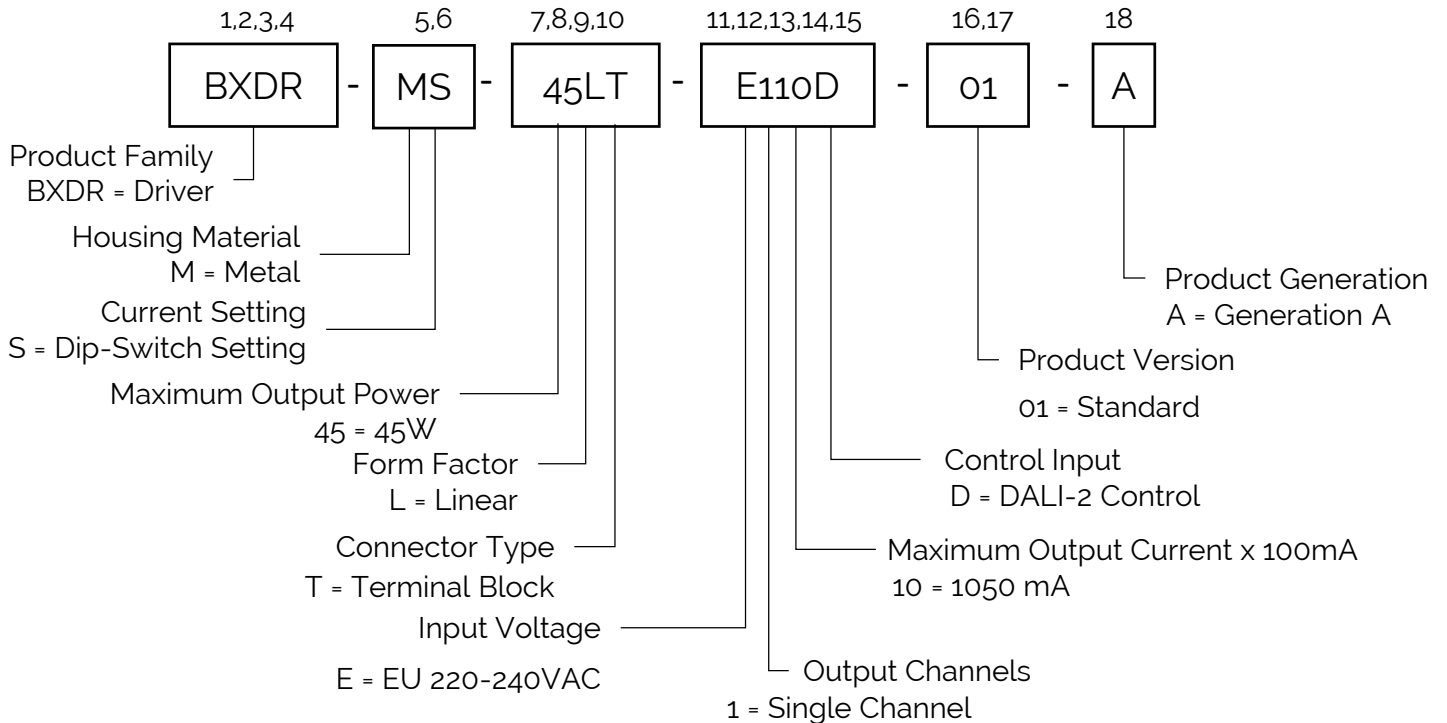 1,2,3,4 5,6 7,8,9,10 11,12,13,14,15 16,17 18
BXDR - MS - 45LT - E110D - 01 - A
Product Family
BXDR = Driver
Housing Material
M = Metal
Current Setting
S = Dip-Switch Setting
Maximum Output Power
45 = 45W
Form Factor
L = Linear
Connector Type
T = Terminal Block
Input Voltage
E = EU 220-240VAC
Output Channels
1 = Single Channel
Maximum Output Current x 100mA
10 = 1050 mA
Control Input
D = DALI-2 Control
Product Version
01 = Standard
Product Generation
A = Generation A